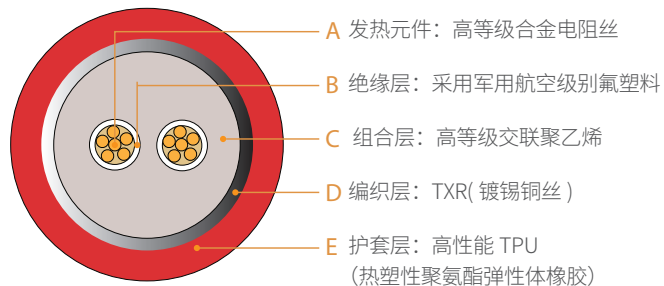 A 发热元件：高等级合金电阻丝
B 绝缘层：采用军用航空级别氟塑料
C 组合层：高等级交联聚乙烯
D 编织层：TXR( 镀锡铜丝 )
E 护套层：高性能 TPU
（热塑性聚氨酯弹性体橡胶）